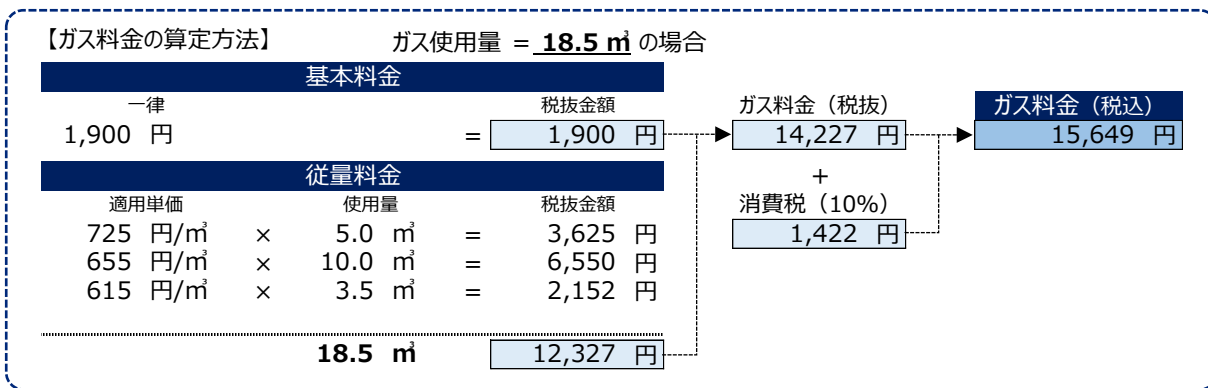 【ガス料金の算定方法】 ガス使用量 = 18.5 ㎥ の場合
基本料金
一律 税抜金額 ガス料金（税抜） ガス料金（税込）
1,900 円 = 1,900 円 14,227 円 15,649 円
従量料金 +
適用単価 使用量 税抜金額 消費税（10%）
725 円/㎥ × 5.0 ㎥ = 3,625 円 1,422 円
655 円/㎥ × 10.0 ㎥ = 6,550 円
615 円/㎥ × 3.5 ㎥ = 2,152 円
18.5 ㎥ 12,327 円